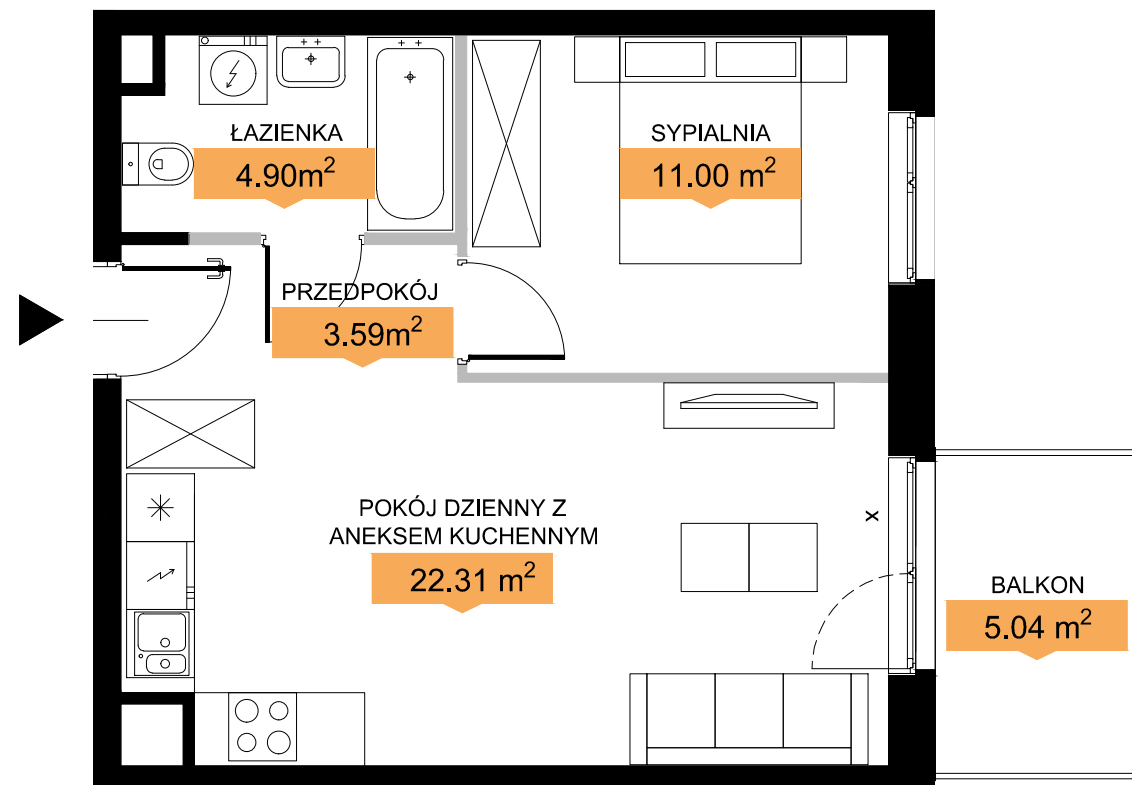 ŁAZIENKA
4.90m²
SYPIALNIA
11.00 m²
PRZEDPOKÓJ
3.59m²
POKÓJ DZIENNY Z
ANEKSEM KUCHENNYM
22.31 m²
x
BALKON
5.04 m²